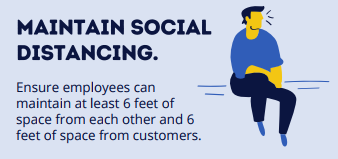 MAINTAIN SOCIAL
DISTANCING.
Ensure employees can
maintain at least 6 feet of
space from each other and 6
feet of space from customers.